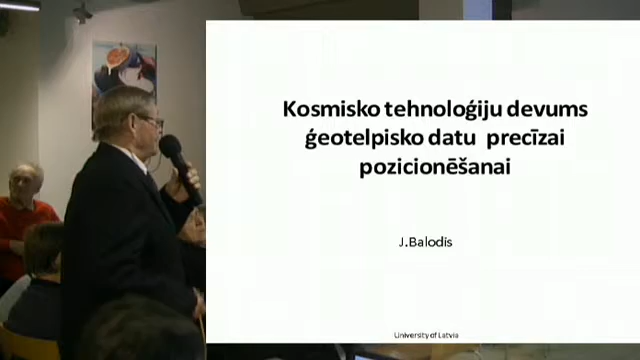 Kosmisko tehnoloģiju devums
ģeotelpisko datu precīzai
pozicionēšanai
J.Balodis
University of Latvia